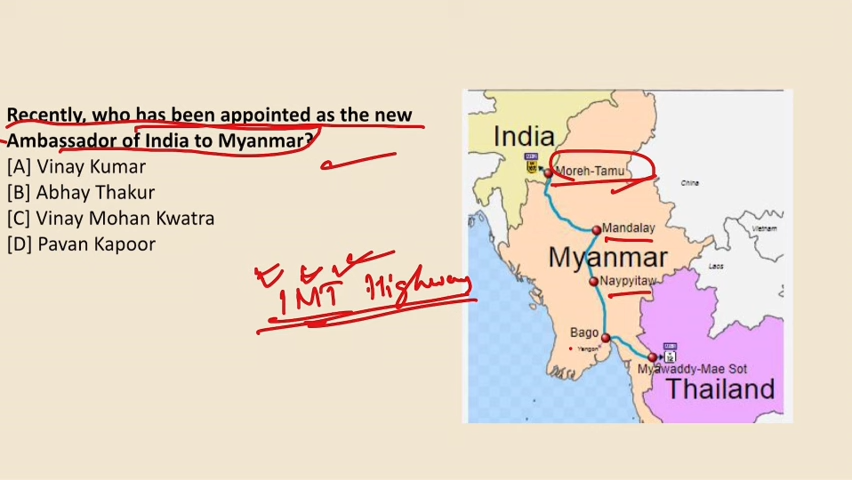 Recently, who has been appointed as the new
Ambassador of India to Myanmar?
[A] Vinay Kumar
[B] Abhay Thakur
[C] Vinay Mohan Kwatra
[D] Pavan Kapoor
IMT Highway
India
Moreh-Tamu
China
Mandalay
Vietnam
Myanmar
Laos
Naypyitaw
Bago
Yangon
Myawaddy-Mae Sot
Thailand